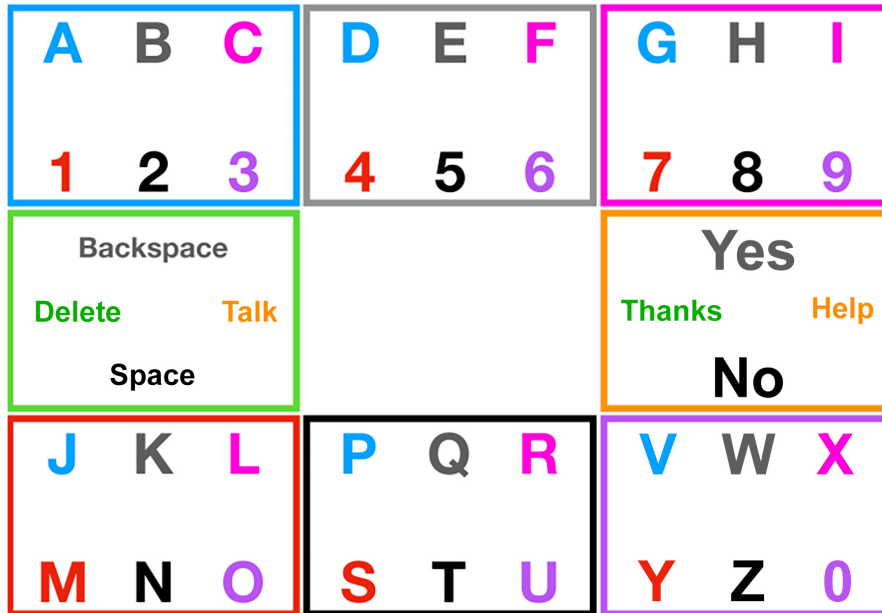 A B C
1 2 3
D E F
4 5 6
G H I
7 8 9
Backspace
Delete Talk
Space
Yes
Thanks Help
No
J K L
M N O
P Q R
S T U
V W X
Y Z 0